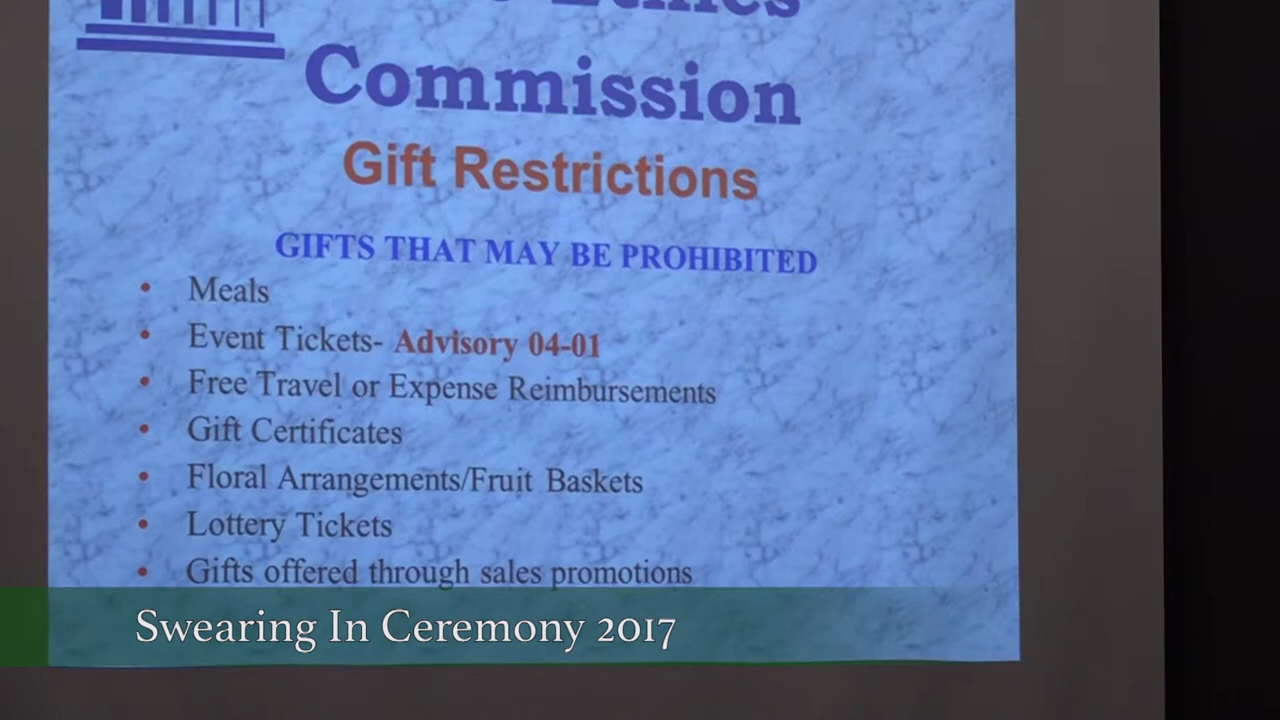 Commission
Gift Restrictions
GIFTS THAT MAY BE PROHIBITED
• Meals
• Event Tickets- Advisory 04-01
• Free Travel or Expense Reimbursements
• Gift Certificates
• Floral Arrangements/Fruit Baskets
• Lottery Tickets
• Gifts offered through sales promotions
Swearing In Ceremony 2017